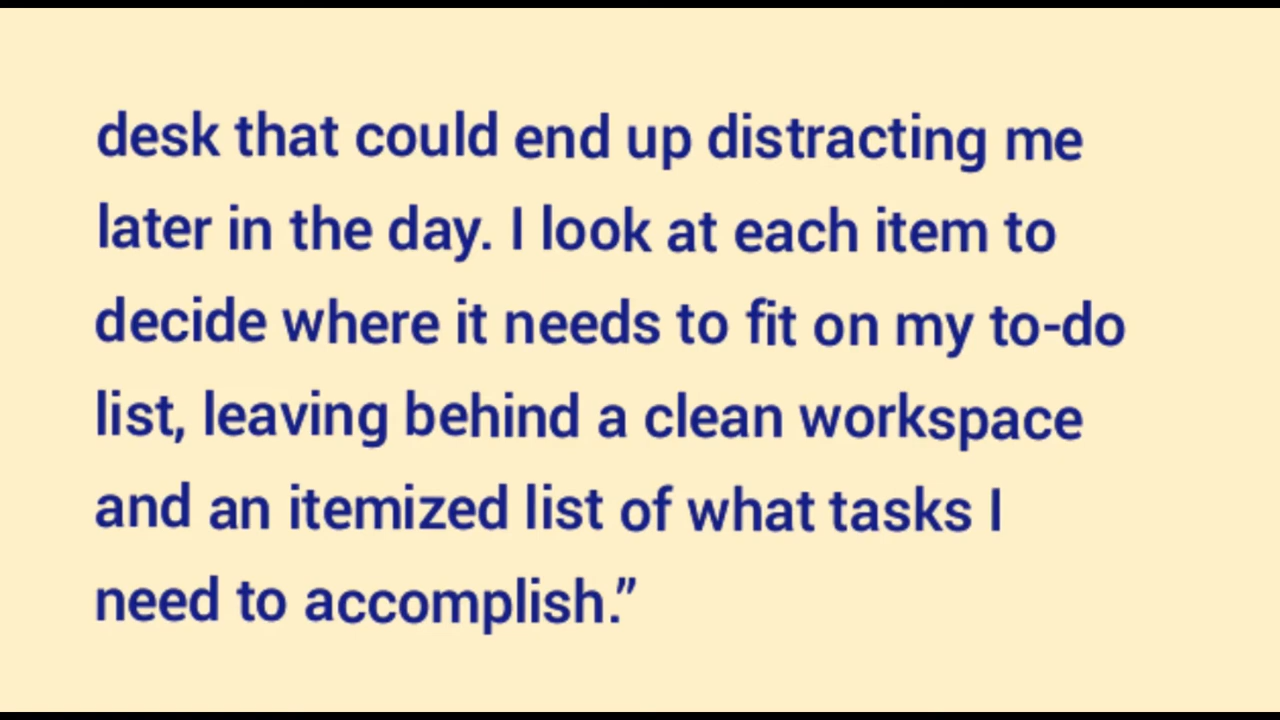 desk that could end up distracting me
later in the day. I look at each item to
decide where it needs to fit on my to-do
list, leaving behind a clean workspace
and an itemized list of what tasks I
need to accomplish.”